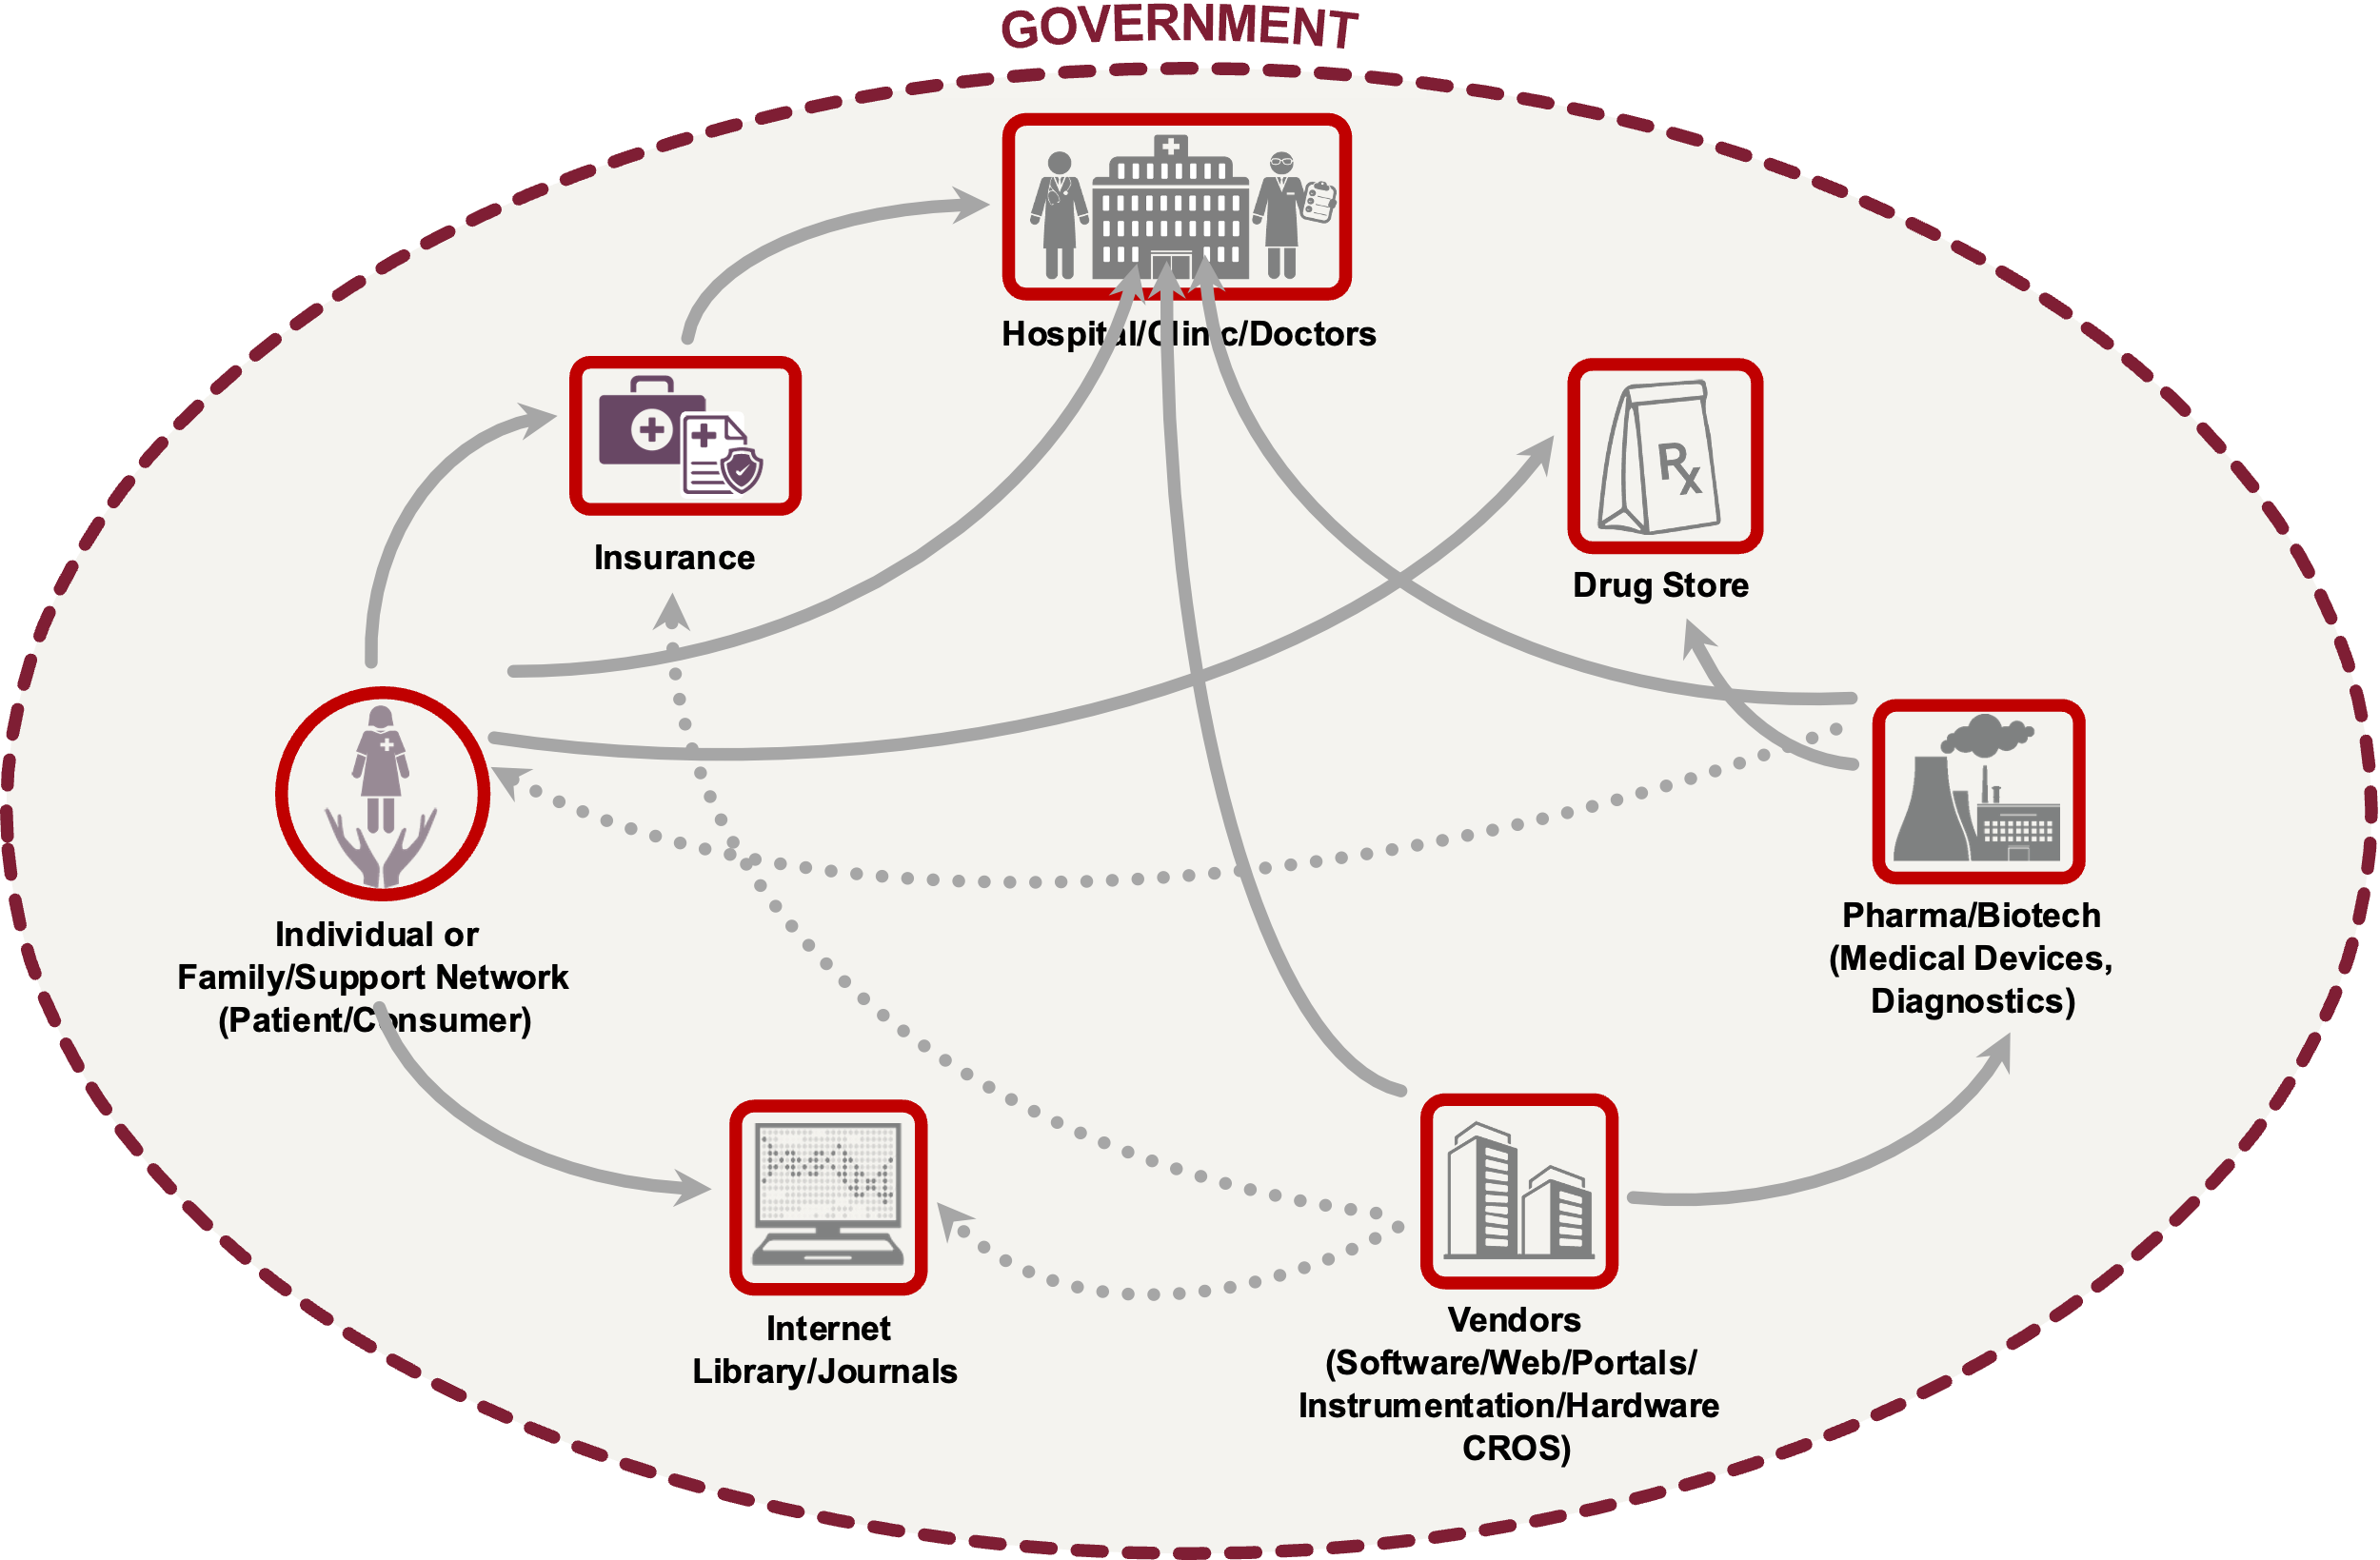 GOVERNMENT
Hospital/Clinic/Doctors
Insurance
Rx
Drug Store
Individual or
Family/Support Network
(Patient/Consumer)
Pharma/Biotech
(Medical Devices,
Diagnostics)
Internet
Library/Journals
Vendors
(Software/Web/Portals/
Instrumentation/Hardware
CROS)